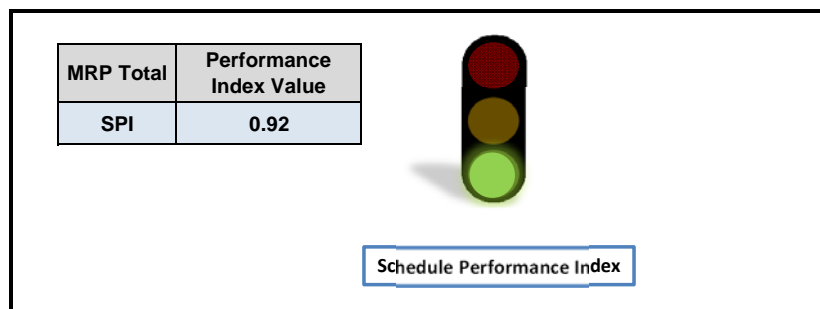 MRP Total
Performance
Index Value
SPI
0.92
Schedule Performance Index